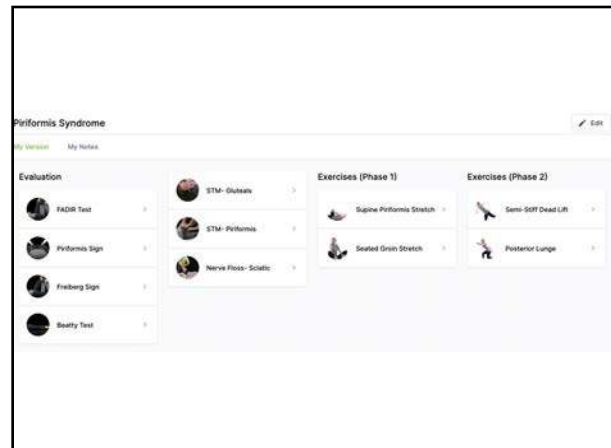 Piriformis Syndrome
Edit
My Version
My Notes
Evaluation
FADIR Test
Piriformis Sign
Freiberg Sign
Beatty Test
STM- Gluteals
STM- Piriformis
Nerve Floss- Sciatic
Exercises (Phase 1)
Supine Piriformis Stretch
Seated Groin Stretch
Exercises (Phase 2)
Semi-Stiff Dead Lift
Posterior Lunge